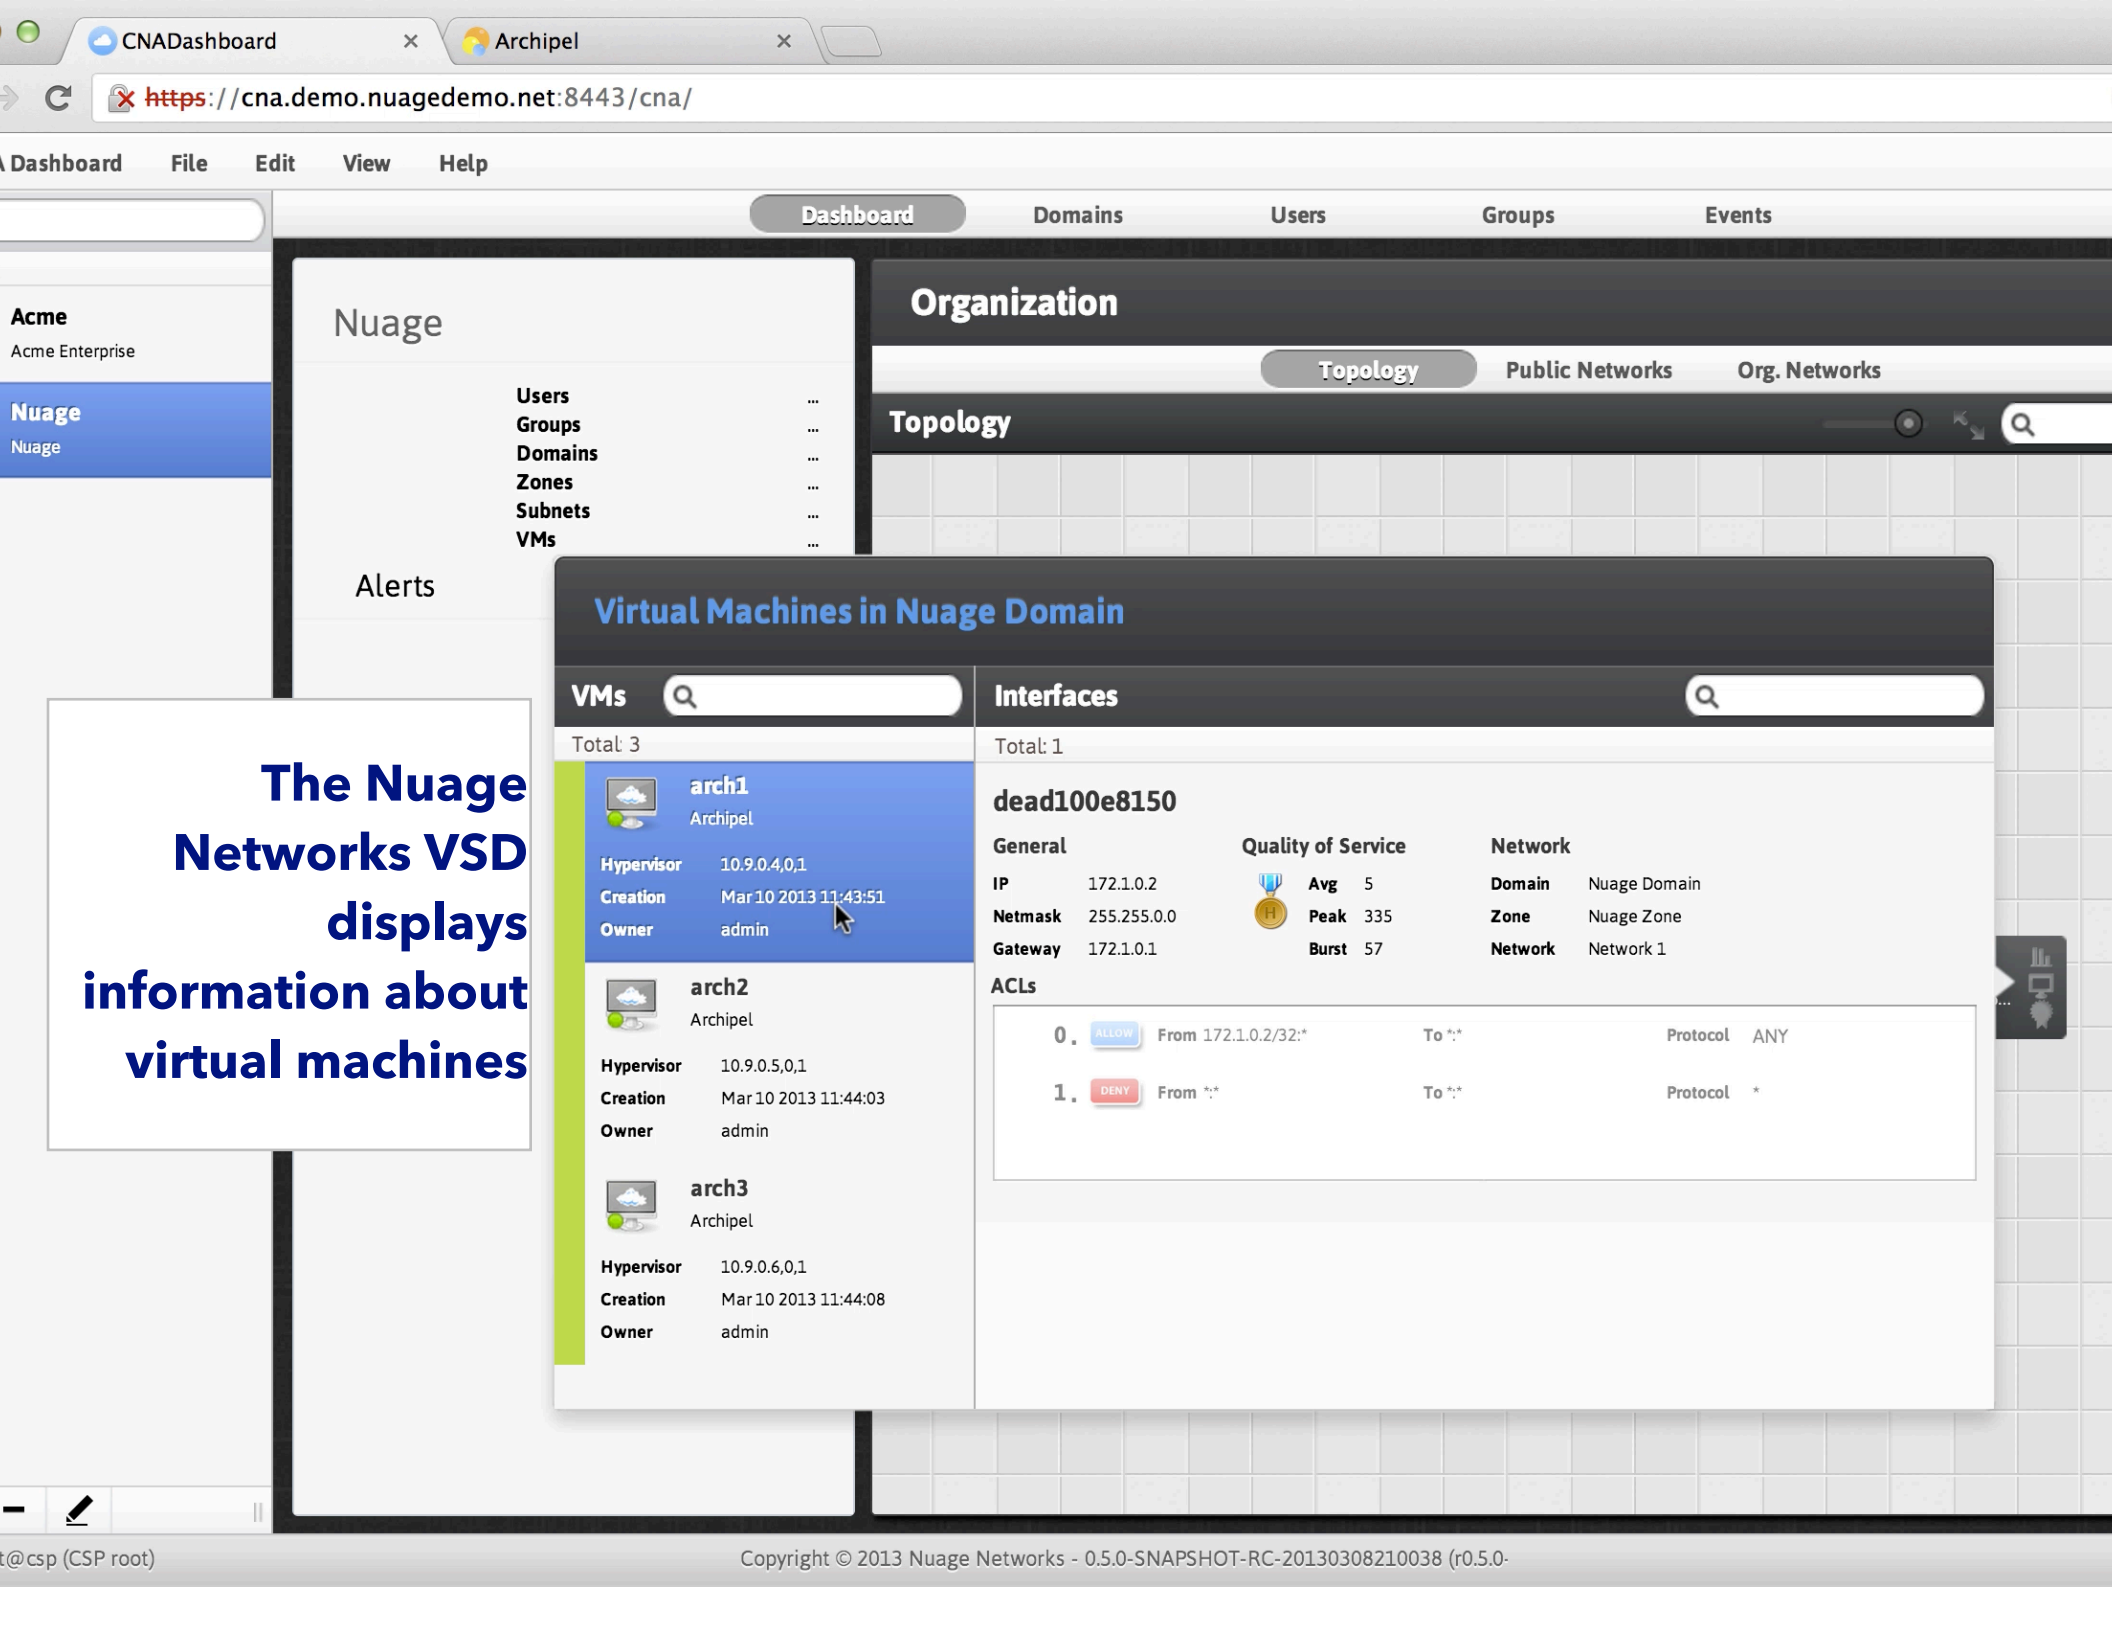 CNADashboard
Archipel
https://cna.demo.nuagedemo.net:8443/cna/
Dashboard File Edit View Help
Dashboard Domains Users Groups Events
Acme
Acme Enterprise
Nuage
Nuage
Nuage
Users ...
Groups ...
Domains ...
Zones ...
Subnets ...
VMs ...
Alerts
Organization
Topology Public Networks Org. Networks
Topology
Virtual Machines in Nuage Domain
VMs
Total: 3
arch1
Archipel
Hypervisor 10.9.0.4,0,1
Creation Mar 10 2013 11:43:51
Owner admin
arch2
Archipel
Hypervisor 10.9.0.5,0,1
Creation Mar 10 2013 11:44:03
Owner admin
arch3
Archipel
Hypervisor 10.9.0.6,0,1
Creation Mar 10 2013 11:44:08
Owner admin
Interfaces
Total: 1
dead100e8150
General Quality of Service Network
IP 172.1.0.2 Avg 5 Domain Nuage Domain
Netmask 255.255.0.0 H Peak 335 Zone Nuage Zone
Gateway 172.1.0.1 Burst 57 Network Network 1
ACLs
0. ALLOW From 172.1.0.2/32:* To *:* Protocol ANY
1. DENY From *:* To *:* Protocol *
The Nuage
Networks VSD
displays
information about
virtual machines
t@csp (CSP root)
Copyright © 2013 Nuage Networks - 0.5.0-SNAPSHOT-RC-20130308210038 (r0.5.0-